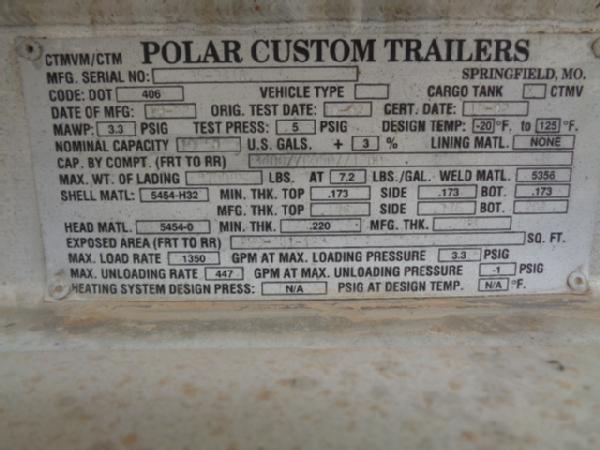 CTMVM/CTM POLAR CUSTOM TRAILERS
MFG. SERIAL NO: SPRINGFIELD, MO.
CODE: DOT 406 VEHICLE TYPE CARGO TANK CTMV
DATE OF MFG: ORIG. TEST DATE: CERT. DATE:
MAWP: 3.3 PSIG TEST PRESS: 5 PSIG DESIGN TEMP: -20 °F. to 125 °F.
NOMINAL CAPACITY U.S GALS. + 3 % LINING MATL: NONE
CAP. BY COMPT. (FRT TO RR)
MAX. WT. OF LADING LBS. AT 7.2 LBS./GAL. WELD MATL: 5356
SHELL MATL: 5454-H32 MIN. THK. TOP .173 SIDE .173 BOT. .173
MFG. THK. TOP SIDE BOT.
HEAD MATL: 5454-0 MIN. THK. .220 MFG. THK.
EXPOSED AREA (FRT TO RR) SQ. FT.
MAX. LOAD RATE 1350 GPM AT MAX. LOADING PRESSURE 3.3 PSIG
MAX. UNLOADING RATE 447 GPM AT MAX. UNLOADING PRESSURE -1 PSIG
HEATING SYSTEM DESIGN PRESS: N/A PSIG AT DESIGN TEMP. N/A °F.